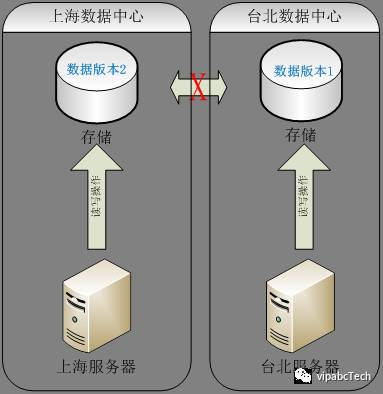 上海数据中心
台北数据中心
数据版本2
数据版本1
X
存储
存储
读写操作
读写操作
上海服务器
台北服务器
vipabcTech